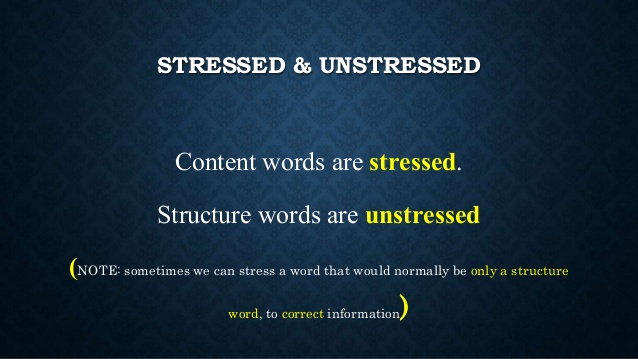 STRESSED & UNSTRESSED
Content words are stressed.
Structure words are unstressed
(NOTE: sometimes we can stress a word that would normally be only a structure
word, to correct information)